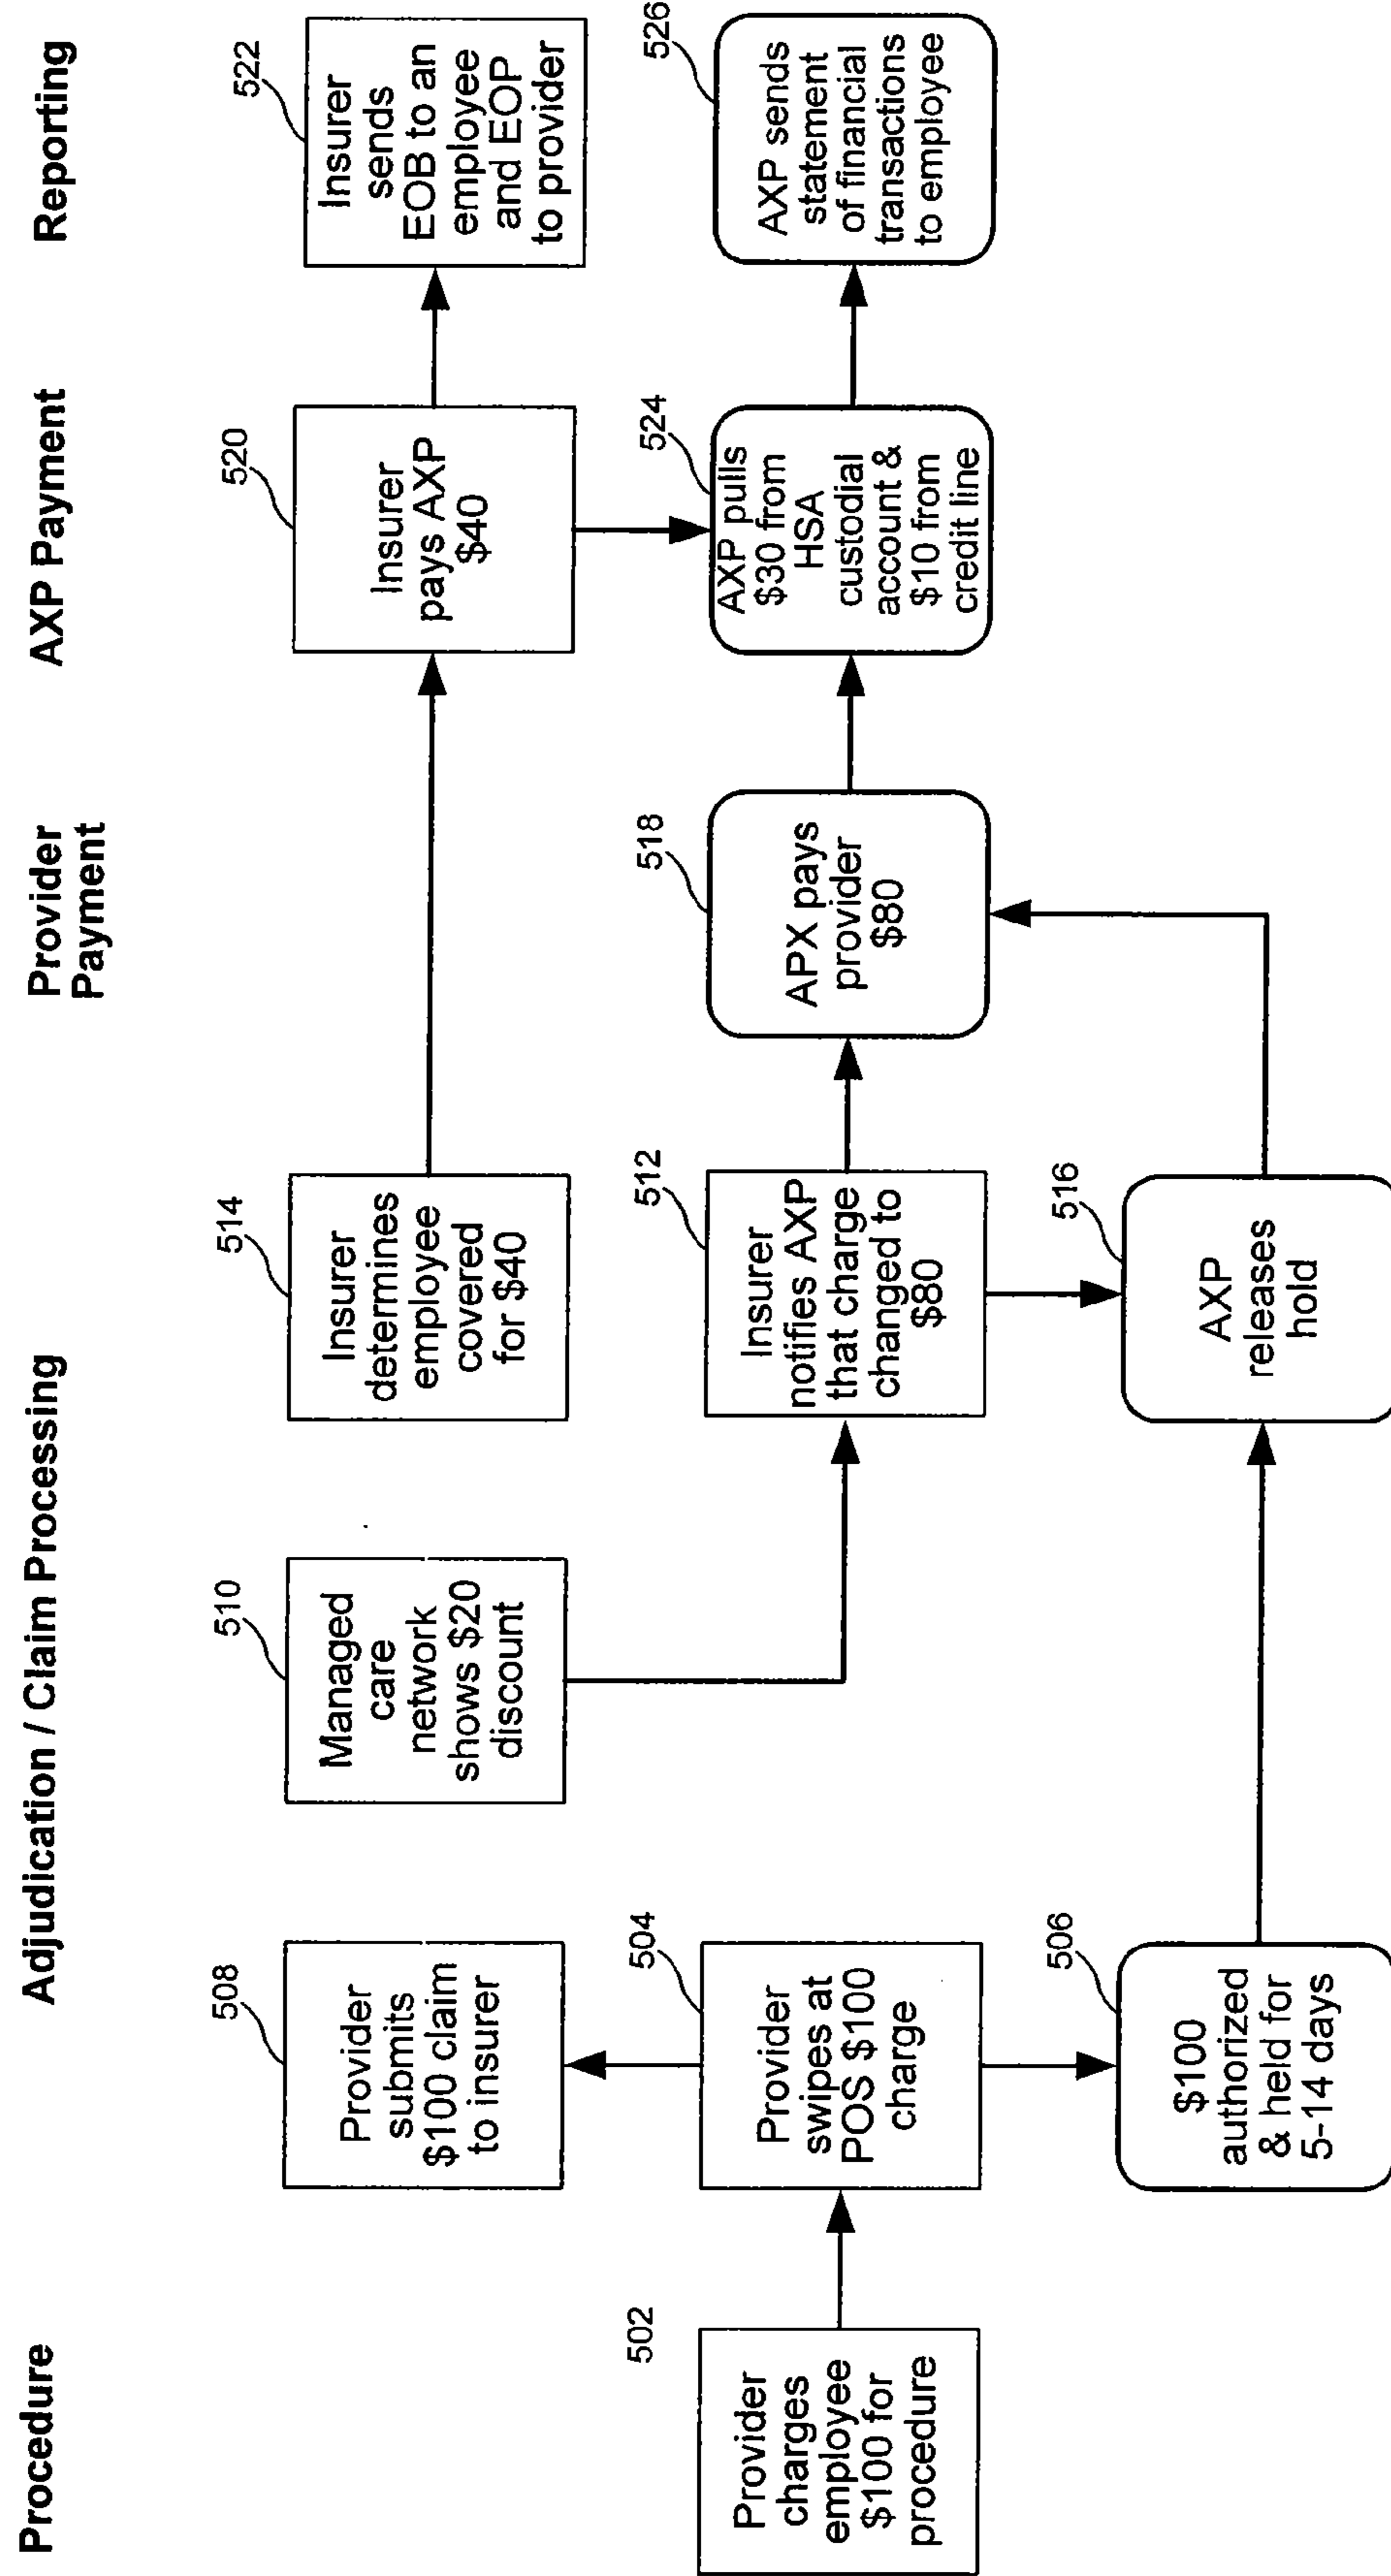 Procedure
Adjudication / Claim Processing
Provider
Payment
AXP Payment
Reporting
502
Provider
charges
employee
$100 for
procedure
508
Provider
submits
$100 claim
to insurer
504
Provider
swipes at
POS $100
charge
506
$100
authorized
& held for
5-14 days
510
Managed
care
network
shows $20
discount
514
Insurer
determines
employee
covered
for $40
512
Insurer
notifies AXP
that charge
changed to
$80
516
AXP
releases
hold
518
APX pays
provider
$80
520
Insurer
pays AXP
$40
524
AXP pulls
$30 from
HSA
custodial
account &
$10 from
credit line
522
Insurer
sends
EOB to an
employee
and EOP
to provider
526
AXP sends
statement
of financial
transactions
to employee